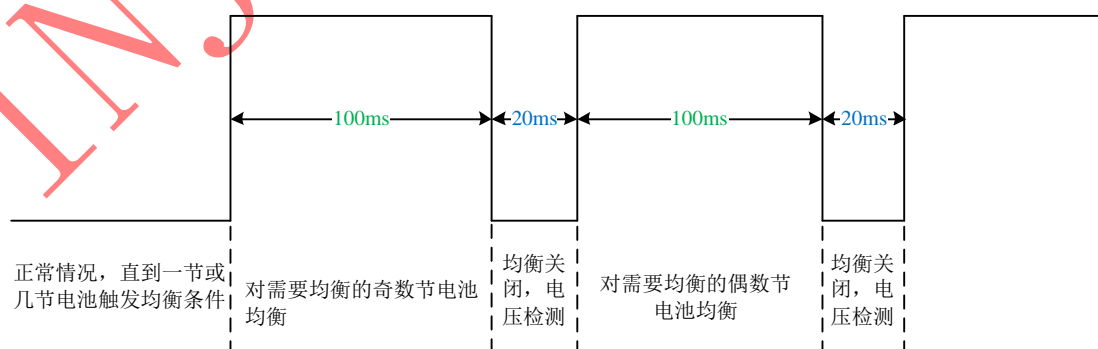 100ms
20ms
100ms
20ms
正常情况，直到一节或
几节电池触发均衡条件
对需要均衡的奇数节电池
均衡
均衡关
闭，电
压检测
对需要均衡的偶数节
电池均衡
均衡关
闭，电
压检测